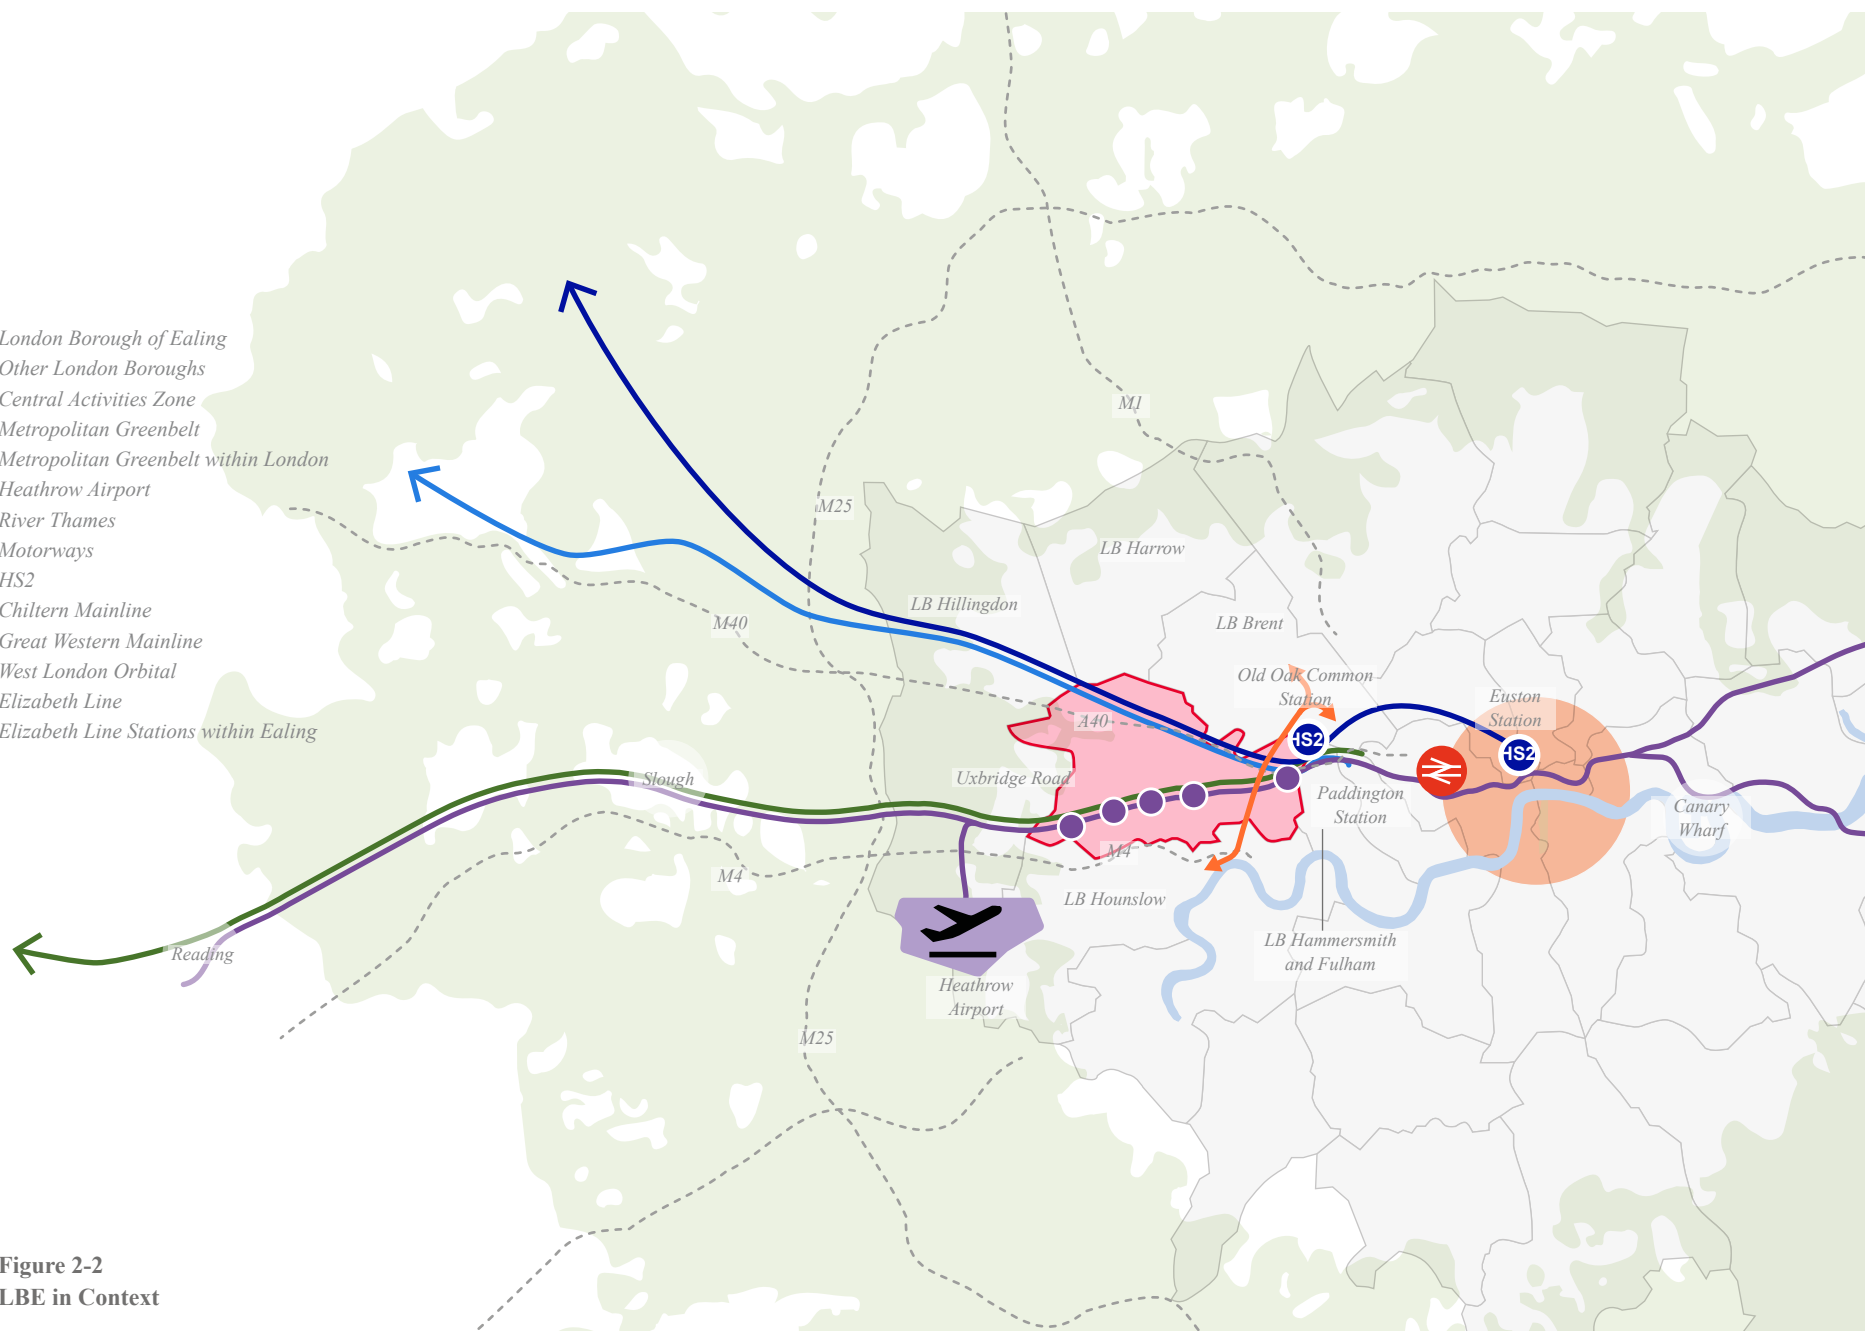 London Borough of Ealing
Other London Boroughs
Central Activities Zone
Metropolitan Greenbelt
Metropolitan Greenbelt within London
Heathrow Airport
River Thames
Motorways
HS2
Chiltern Mainline
Great Western Mainline
West London Orbital
Elizabeth Line
Elizabeth Line Stations within Ealing
M1
M25
LB Harrow
LB Hillingdon
M40
LB Brent
Old Oak Common
Station
Euston
Station
A40
HS2
HS2
Slough
Uxbridge Road
Paddington
Station
Canary
Wharf
M4
M4
LB Hounslow
Reading
LB Hammersmith
and Fulham
Heathrow
Airport
M25
Figure 2-2
LBE in Context